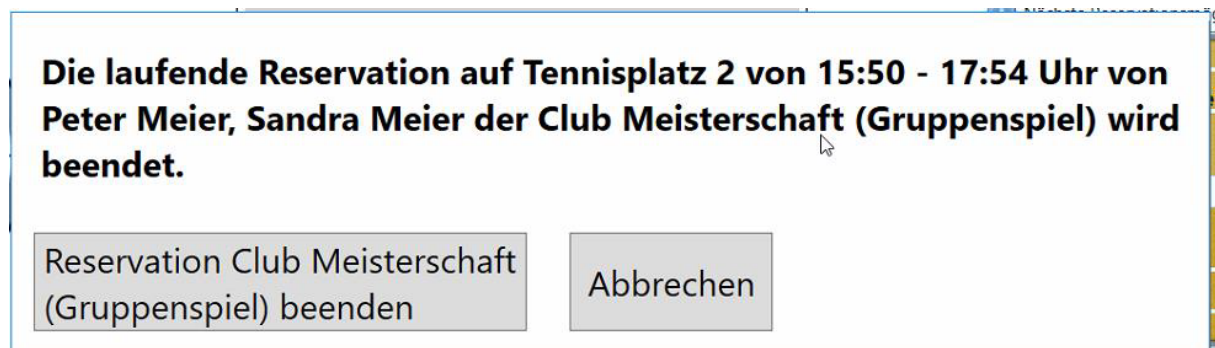 Die laufende Reservation auf Tennisplatz 2 von 15:50 - 17:54 Uhr von
Peter Meier, Sandra Meier der Club Meisterschaft (Gruppenspiel) wird
beendet.
Reservation Club Meisterschaft
(Gruppenspiel) beenden
Abbrechen